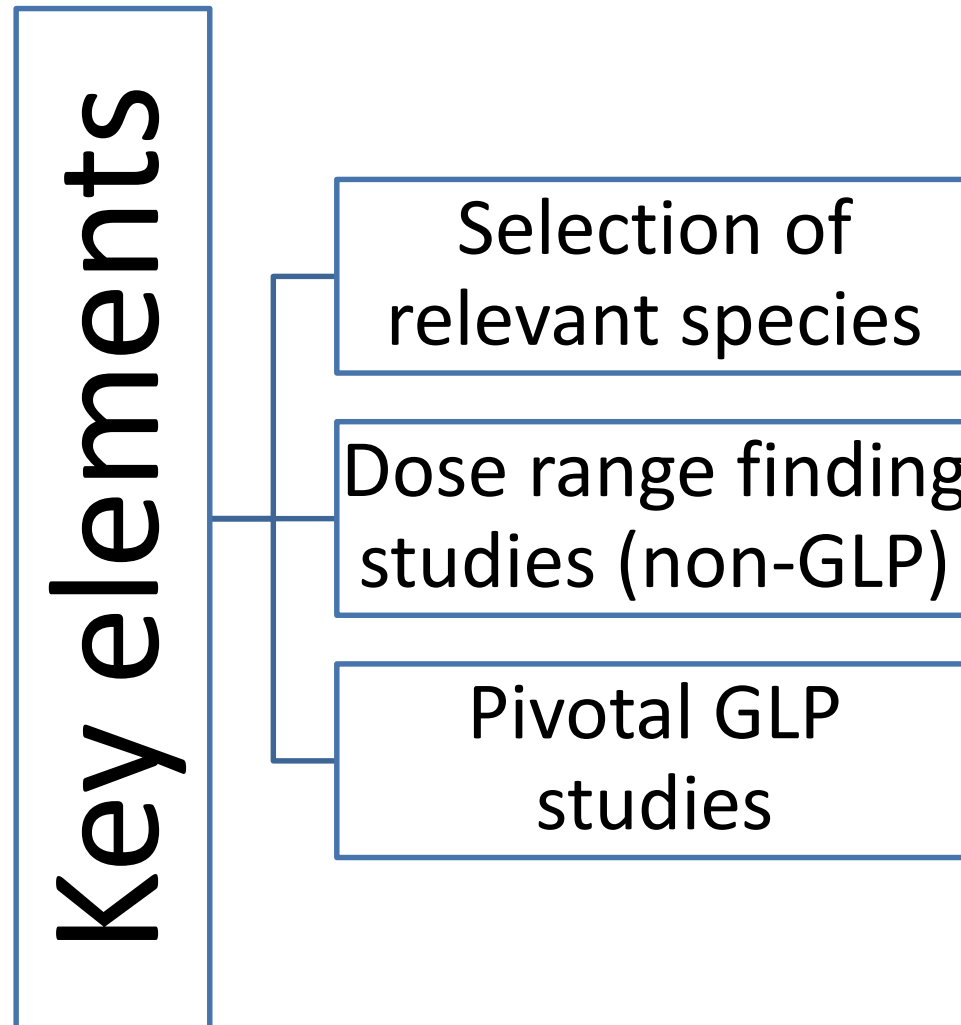 Key elements
Selection of
relevant species
Dose range finding
studies (non-GLP)
Pivotal GLP
studies